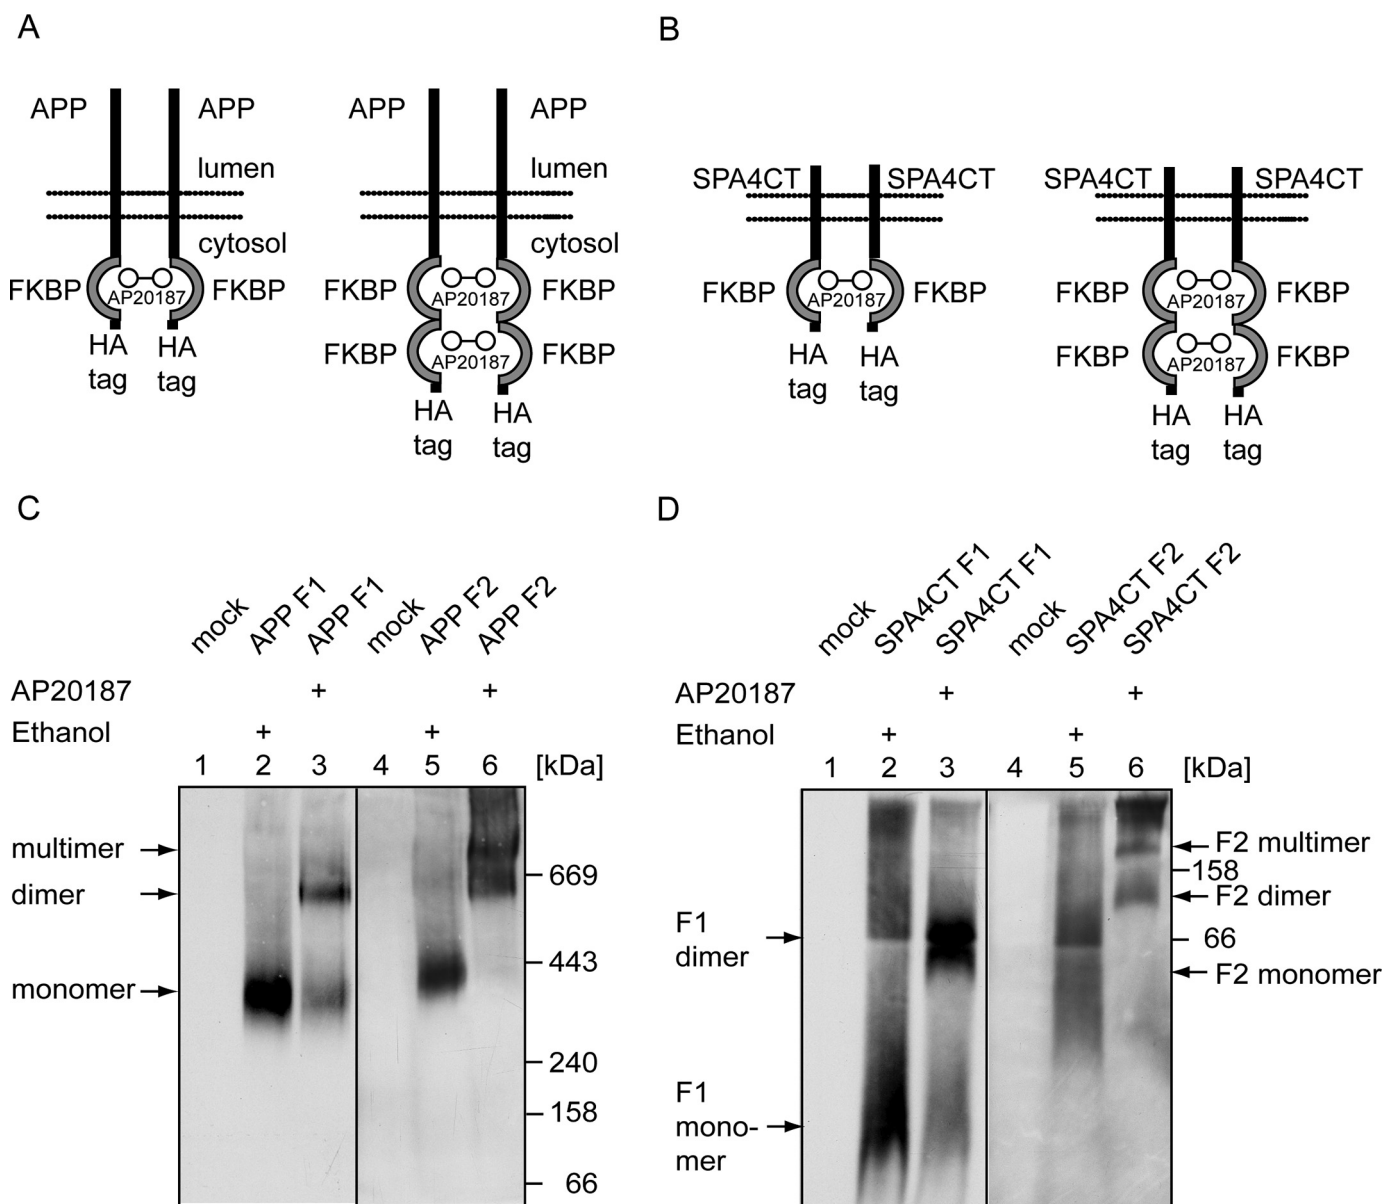 A
B
APP APP APP APP
lumen lumen
cytosol cytosol
FKBP AP20187 FKBP FKBP AP20187 FKBP
FKBP AP20187 FKBP
HA HA
tag tag
HA HA
tag tag
SPA4CT SPA4CT SPA4CT SPA4CT
FKBP AP20187 FKBP FKBP AP20187 FKBP
FKBP AP20187 FKBP
HA HA
tag tag
HA HA
tag tag
C
mock APP F1 APP F1 mock APP F2 APP F2
AP20187 + +
Ethanol + +
1 2 3 4 5 6 [kDa]
multimer
dimer
monomer
669
443
240
158
66
D
mock SPA4CT F1 SPA4CT F1 mock SPA4CT F2 SPA4CT F2
AP20187 + +
Ethanol + +
1 2 3 4 5 6 [kDa]
F1
dimer
F1
mono-
mer
F2 multimer
158
F2 dimer
66
F2 monomer